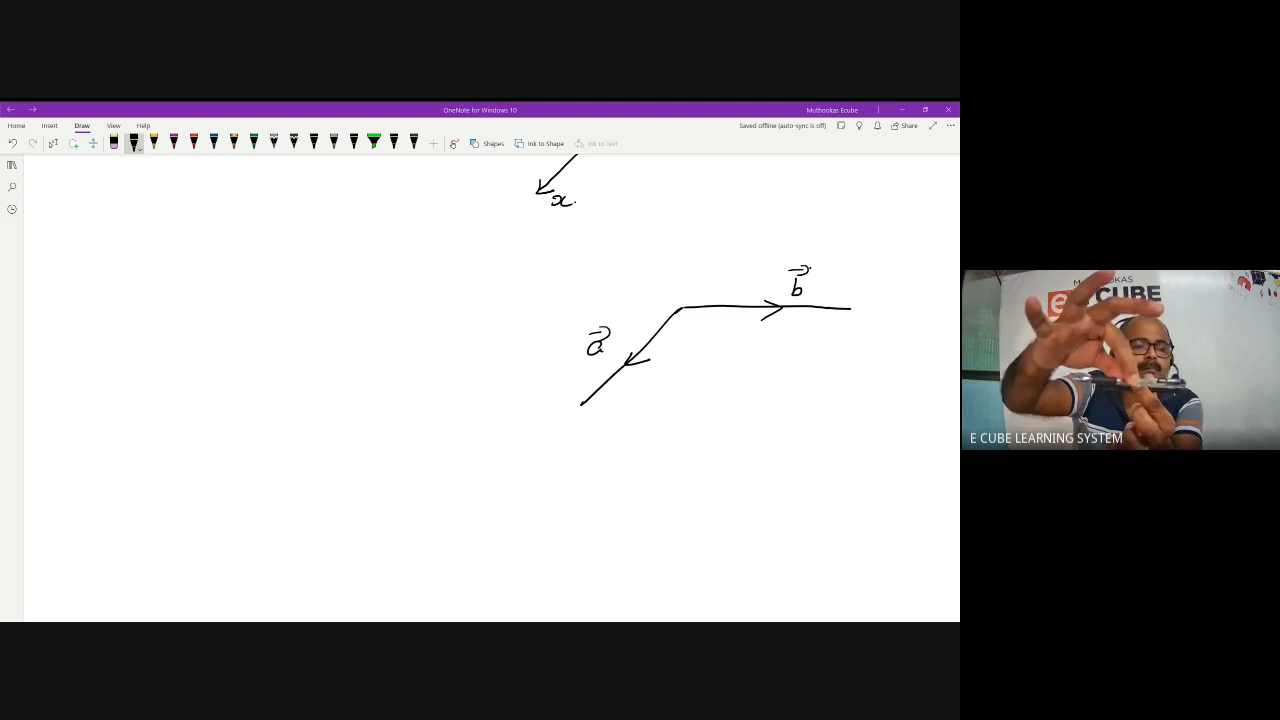 OneNote for Windows 10
Muthookas Ecube
Home Insert Draw View Help
Saved offline (auto-sync is off)
Share
Shapes
Ink to Shape
Ink to Text
x
b
a
CUBE
E CUBE LEARNING SYSTEM